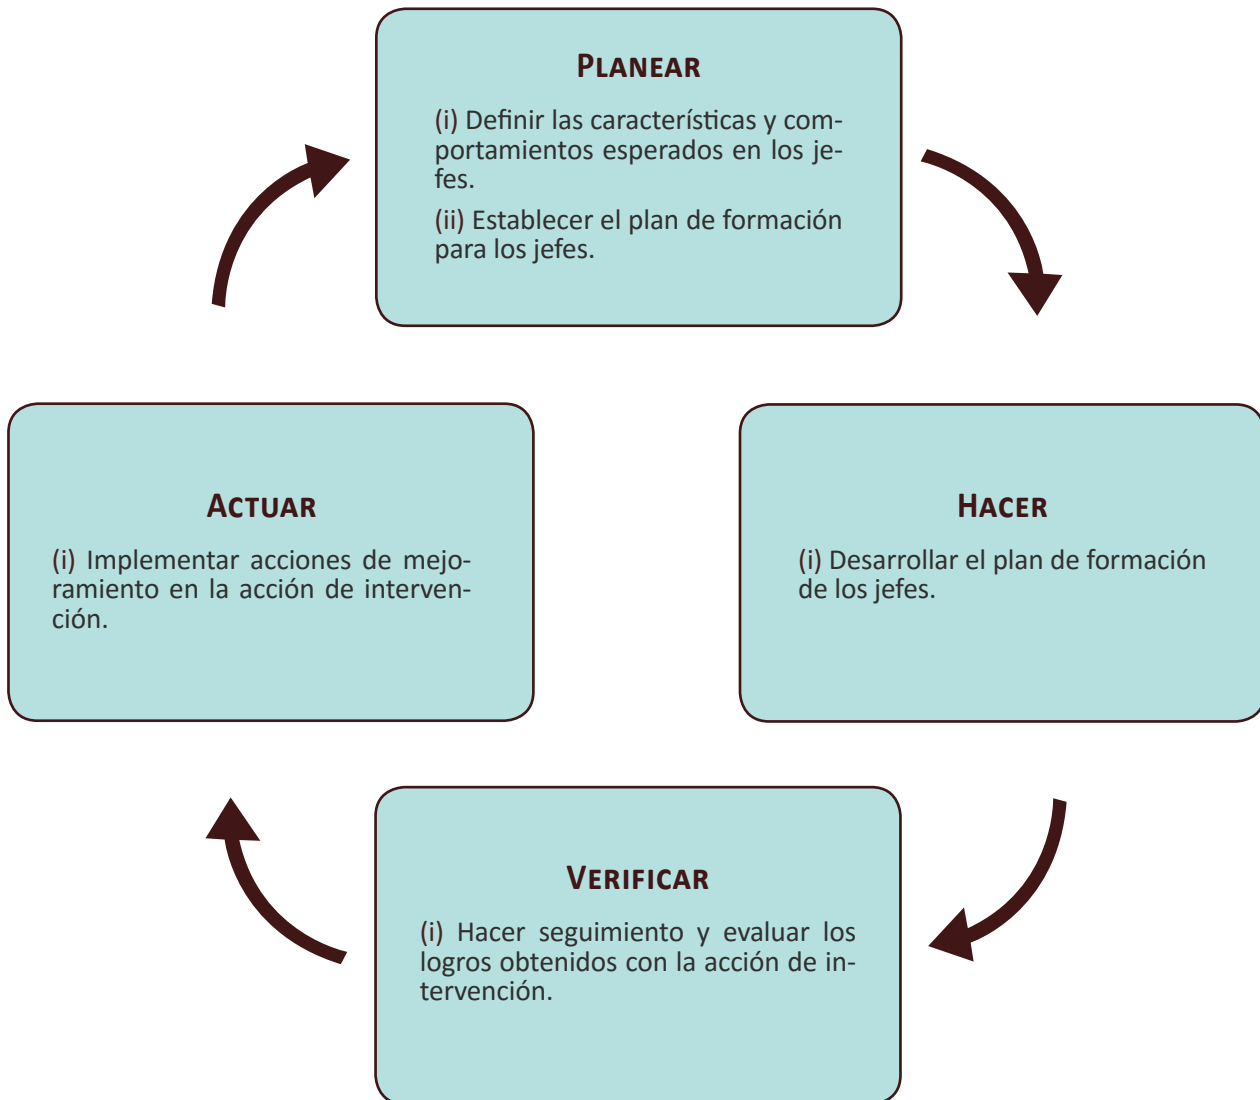 PLANEAR
(i) Definir las características y com-
portamientos esperados en los je-
fes.
(ii) Establecer el plan de formación
para los jefes.
ACTUAR
(i) Implementar acciones de mejo-
ramiento en la acción de interven-
ción.
HACER
(i) Desarrollar el plan de formación
de los jefes.
VERIFICAR
(i) Hacer seguimiento y evaluar los
logros obtenidos con la acción de in-
tervención.